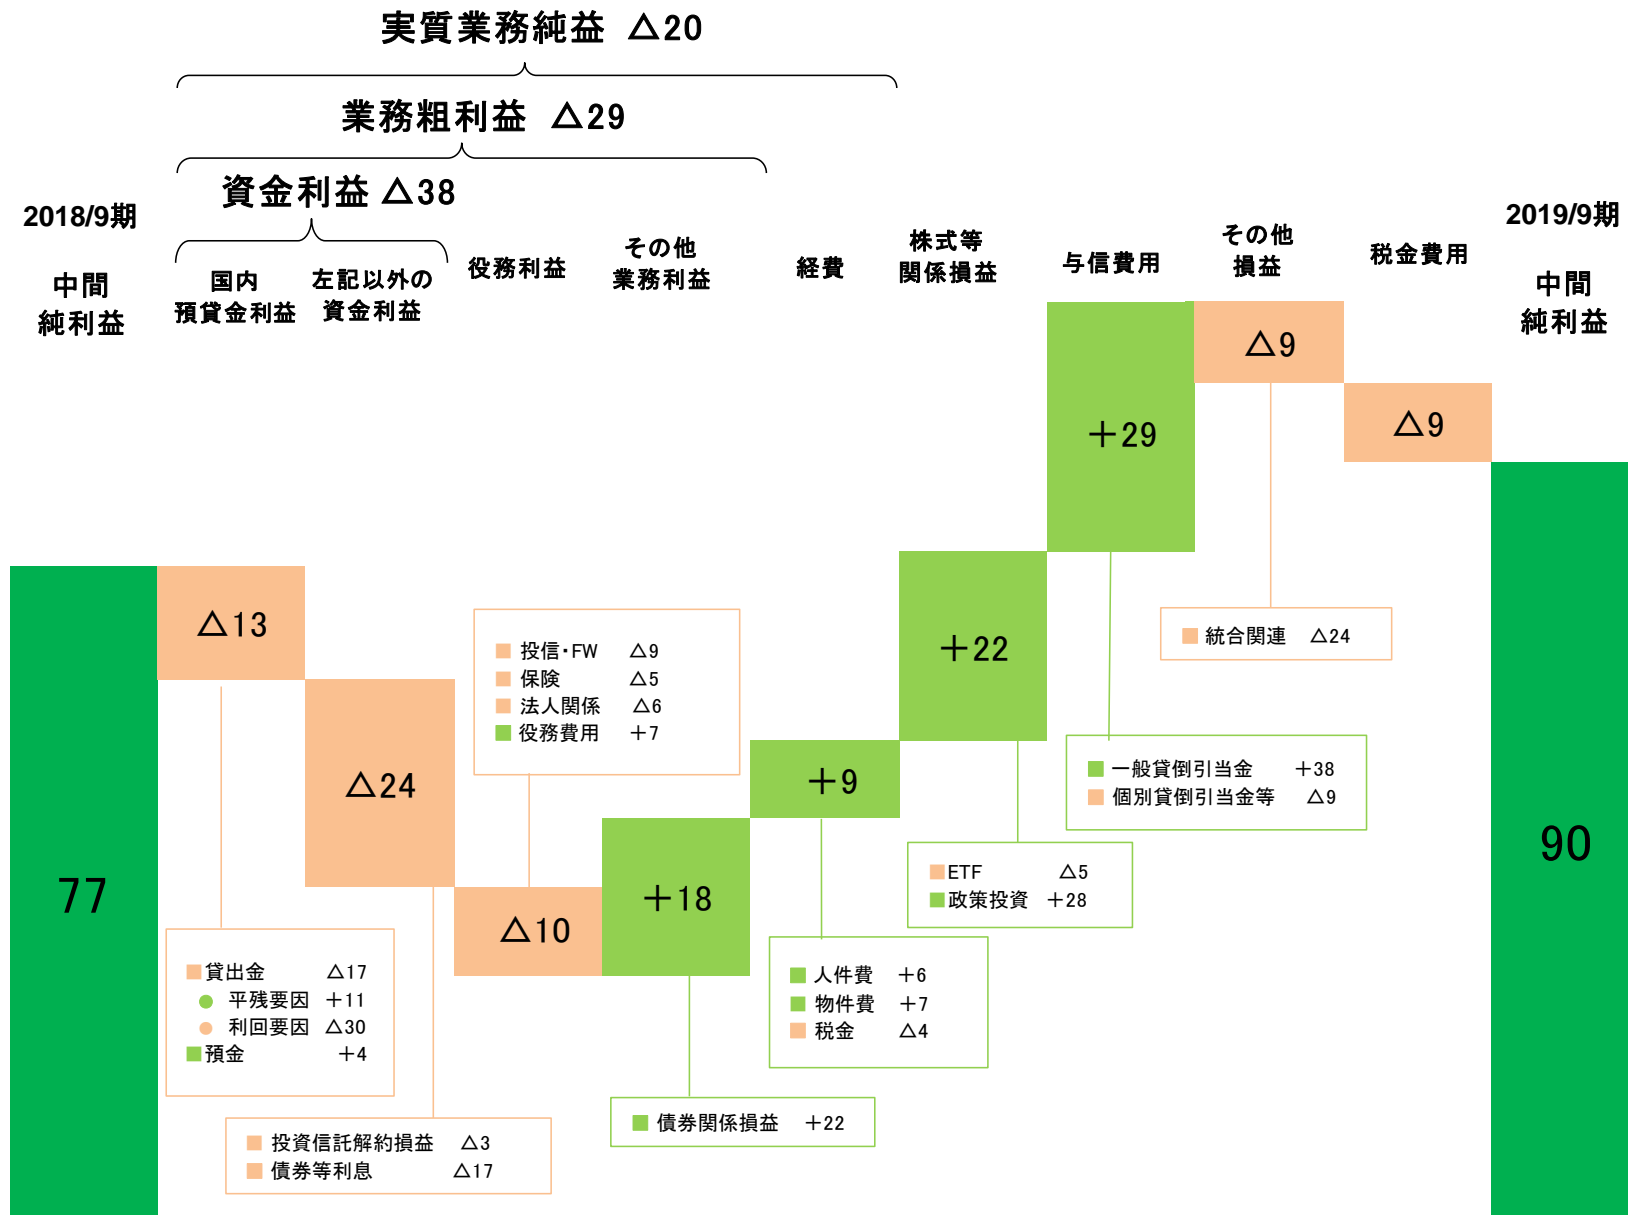 実質業務純益 △20
業務粗利益 △29
資金利益 △38
2018/9期
中間
純利益
国内
預貸金利益
左記以外の
資金利益
役務利益
その他
業務利益
経費
株式等
関係損益
与信費用
その他
損益
税金費用
2019/9期
中間
純利益
77
△13
△24
△10
＋18
＋9
＋22
＋29
△9
△9
90
貸出金 △17
平残要因 ＋11
利回要因 △30
預金 ＋4
投資信託解約損益 △3
債券等利息 △17
投信・FW △9
保険 △5
法人関係 △6
役務費用 ＋7
債券関係損益 ＋22
人件費 ＋6
物件費 ＋7
税金 △4
ETF △5
政策投資 ＋28
一般貸倒引当金 ＋38
個別貸倒引当金等 △9
統合関連 △24